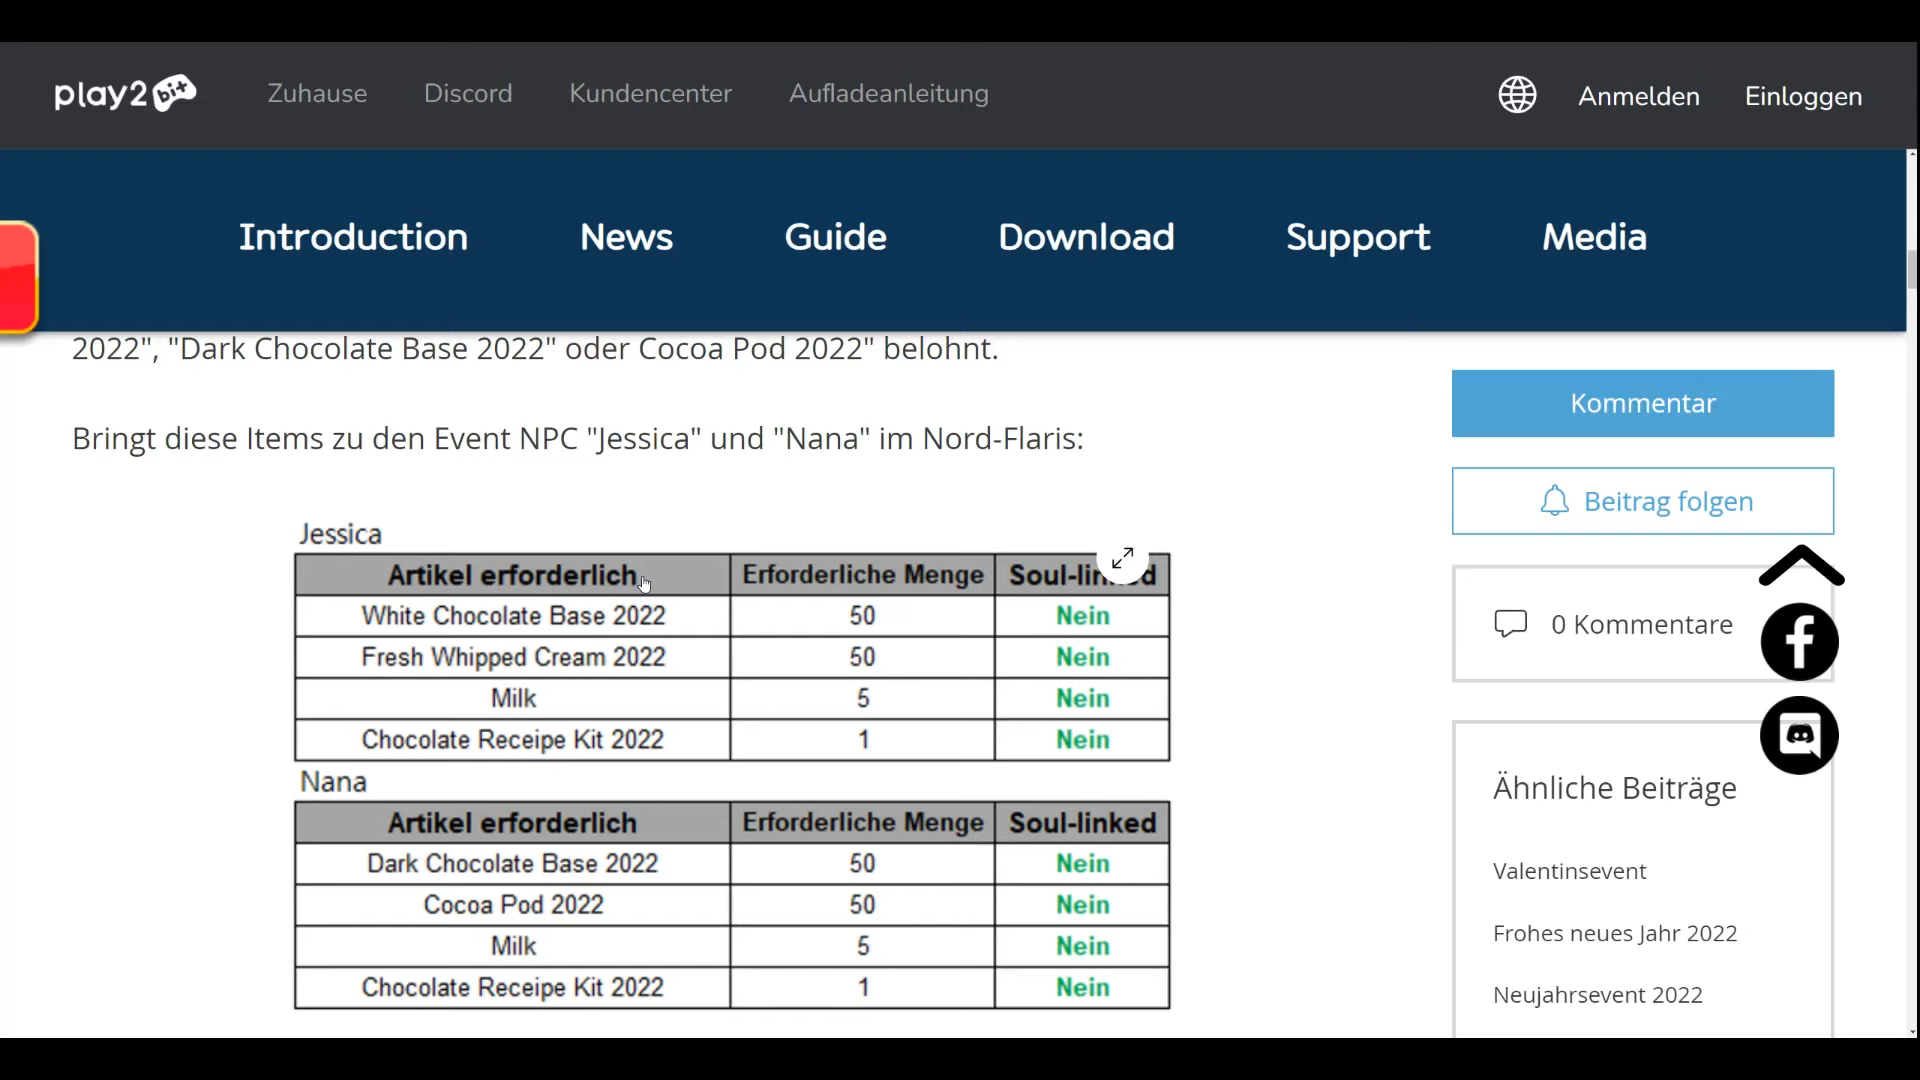 play2bit Zuhause Discord Kundencenter Aufladeanleitung Anmelden Einloggen
Introduction News Guide Download Support Media
2022", "Dark Chocolate Base 2022" oder Cocoa Pod 2022" belohnt.
Bringt diese Items zu den Event NPC "Jessica" und "Nana" im Nord-Flaris:
Jessica
Artikel erforderlich Erforderliche Menge
White Chocolate Base 2022 50 Nein
Fresh Whipped Cream 2022 50 Nein
Milk 5 Nein
Chocolate Receipe Kit 2022 1 Nein
Nana
Artikel erforderlich Erforderliche Menge Soul-linked
Dark Chocolate Base 2022 50 Nein
Cocoa Pod 2022 50 Nein
Milk 5 Nein
Chocolate Receipe Kit 2022 1 Nein
Kommentar
Beitrag folgen
0 Kommentare
Ähnliche Beiträge
Valentinsevent
Frohes neues Jahr 2022
Neujahrsevent 2022